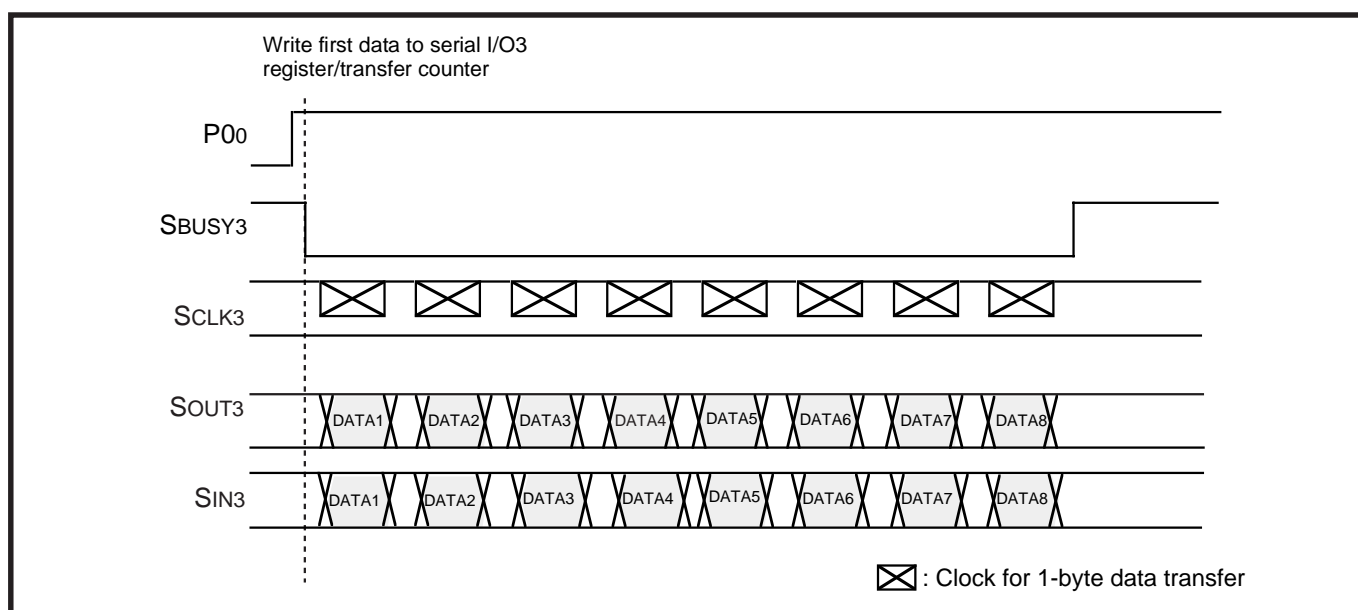 Write first data to serial I/O3
register/transfer counter
P00
SBUSY3
SCLK3
SOUT3
DATA1 DATA2 DATA3 DATA4 DATA5 DATA6 DATA7 DATA8
SIN3
DATA1 DATA2 DATA3 DATA4 DATA5 DATA6 DATA7 DATA8
: Clock for 1-byte data transfer